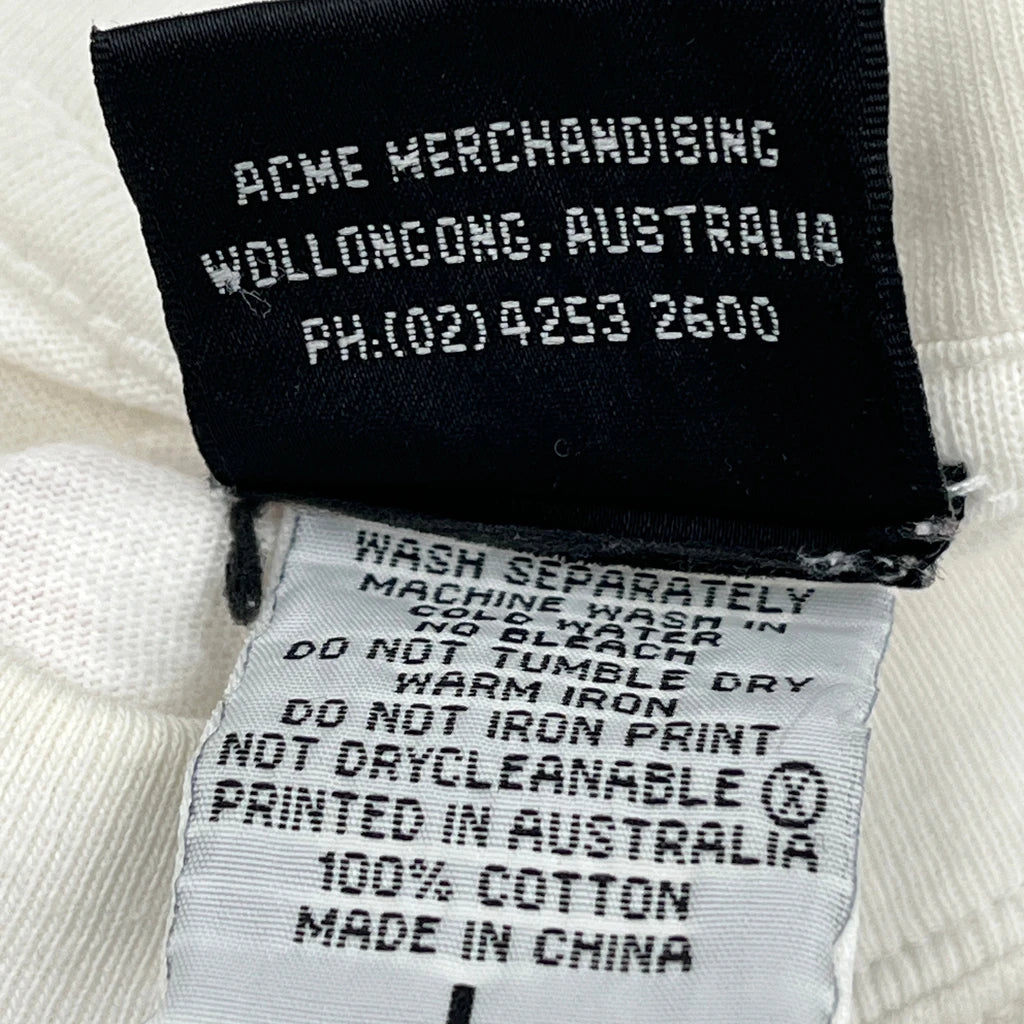 ACME MERCHANDISING
WOLLONGONG, AUSTRALIA
PH:(02) 4253 2600
WASH SEPARATELY
MACHINE WASH IN
COLD WATER
NO BLEACH
DO NOT TUMBLE DRY
WARM IRON
DO NOT IRON PRINT
NOT DRYCLEANABLE Ⓧ
PRINTED IN AUSTRALIA
100% COTTON
MADE IN CHINA